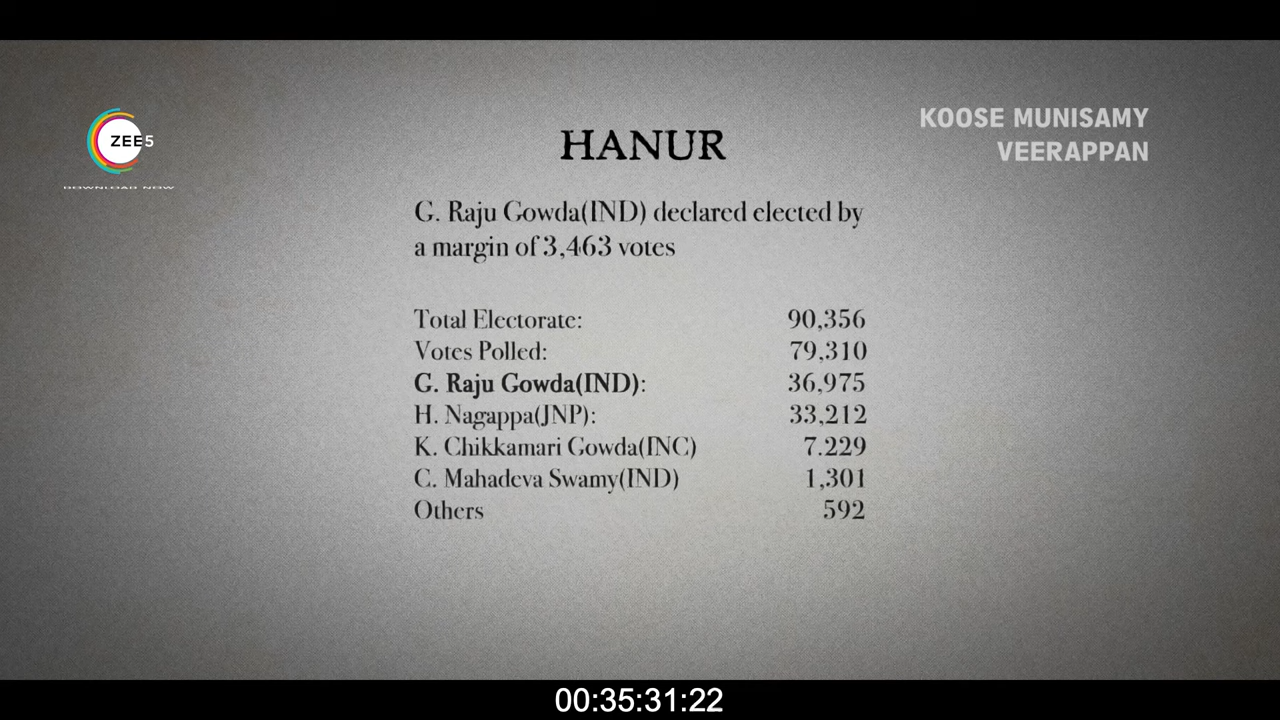 ZEE5
DOWNLOAD NOW
KOOSE MUNISAMY
VEERAPPAN
HANUR
G. Raju Gowda(IND) declared elected by
a margin of 3,463 votes
Total Electorate: 90,356
Votes Polled: 79,310
G. Raju Gowda(IND): 36,975
H. Nagappa(JNP): 33,212
K. Chikkamari Gowda(INC) 7.229
C. Mahadeva Swamy(IND) 1,301
Others 592
00:35:31:22